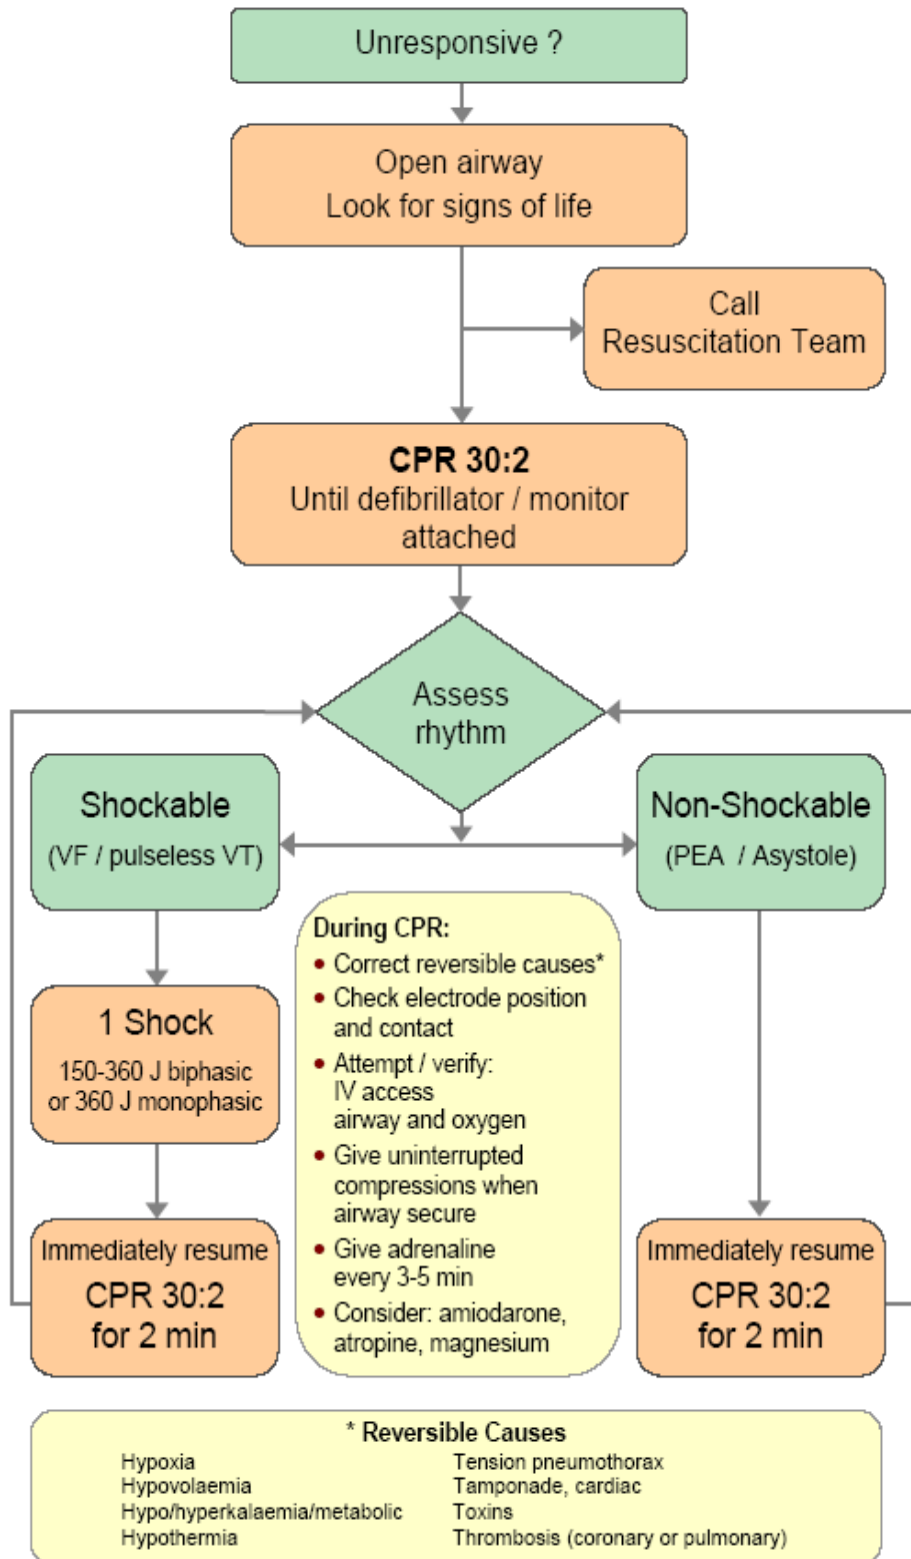 Unresponsive ?
Open airway
Look for signs of life
Call
Resuscitation Team
CPR 30:2
Until defibrillator / monitor
attached
Assess
rhythm
Shockable
(VF / pulseless VT)
Non-Shockable
(PEA / Asystole)
1 Shock
150-360 J biphasic
or 360 J monophasic
Immediately resume
CPR 30:2
for 2 min
During CPR:
• Correct reversible causes*
• Check electrode position
and contact
• Attempt / verify:
IV access
airway and oxygen
• Give uninterrupted
compressions when
airway secure
• Give adrenaline
every 3-5 min
• Consider: amiodarone,
atropine, magnesium
Immediately resume
CPR 30:2
for 2 min
* Reversible Causes
Hypoxia
Hypovolaemia
Hypo/hyperkalaemia/metabolic
Hypothermia
Tension pneumothorax
Tamponade, cardiac
Toxins
Thrombosis (coronary or pulmonary)